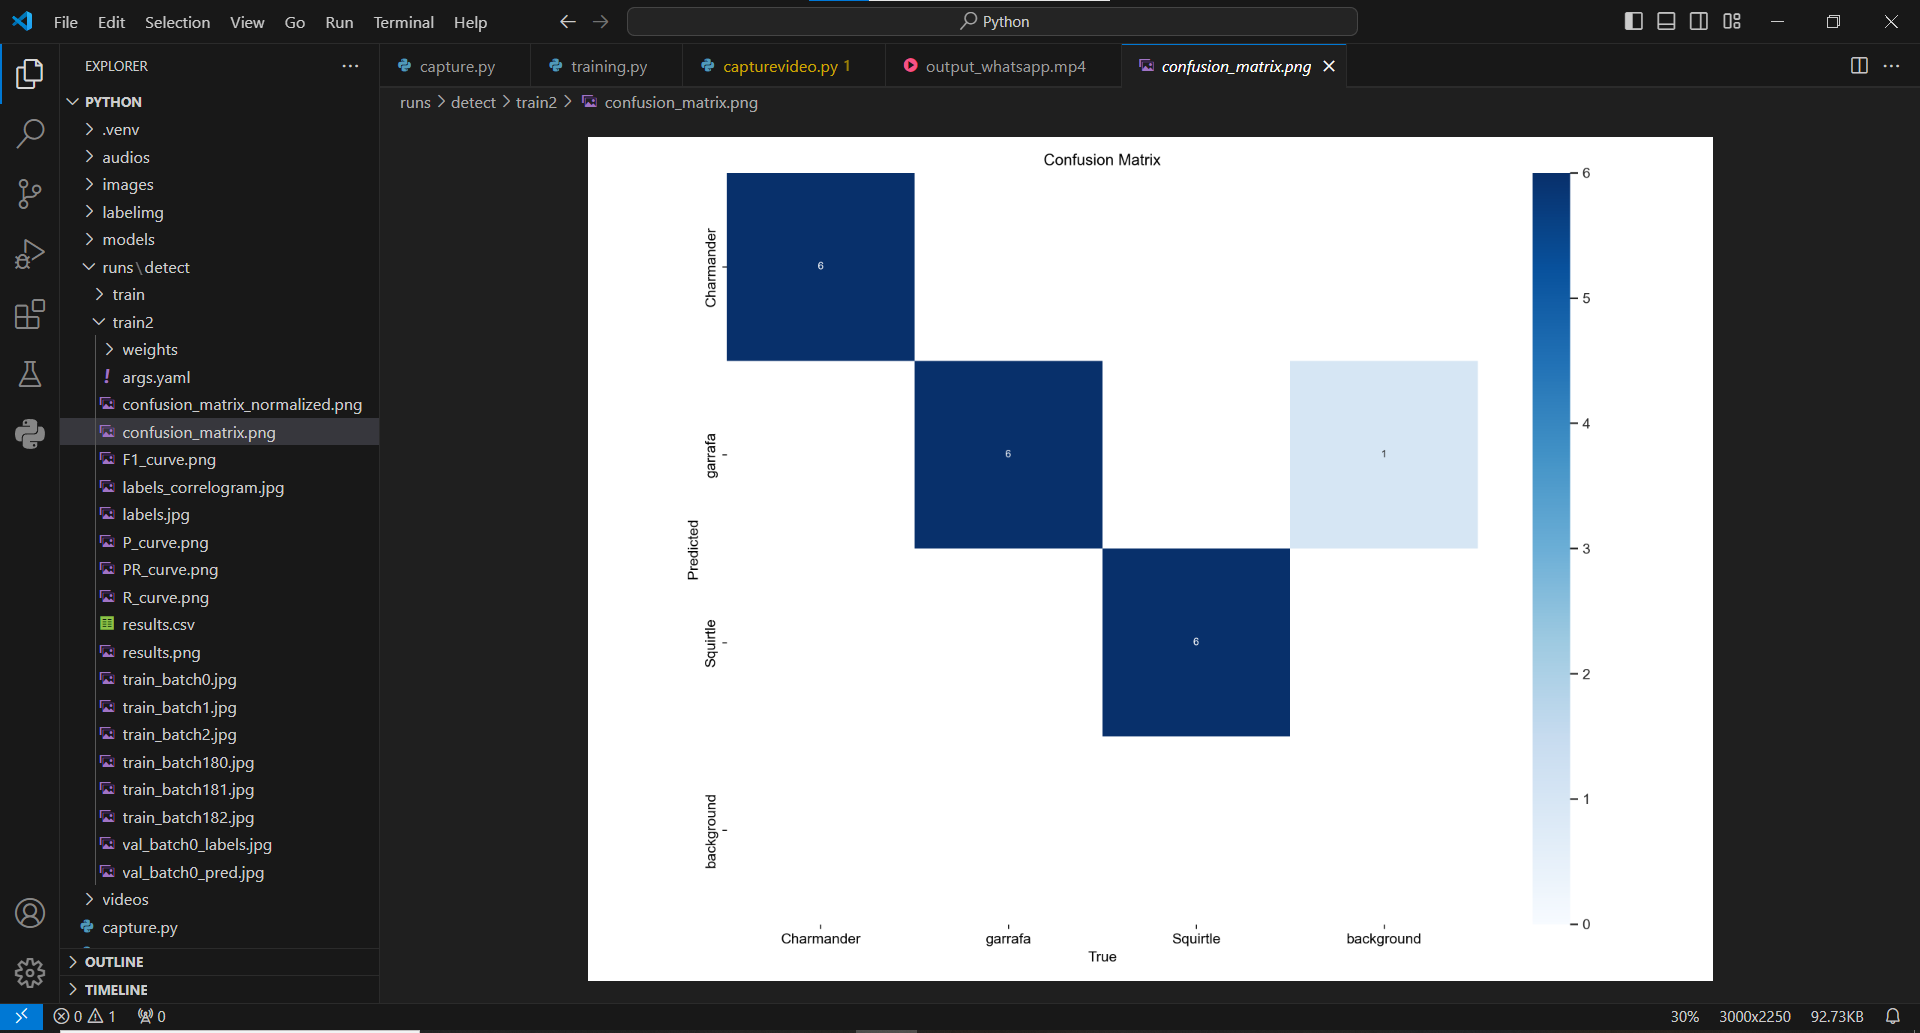 File Edit Selection View Go Run Terminal Help
Python
EXPLORER
capture.py
training.py
capturevideo.py 1
output_whatsapp.mp4
confusion_matrix.png
runs detect train2 confusion_matrix.png
PYTHON
.venv
audios
images
labelimg
models
runs\detect
train
train2
weights
args.yaml
confusion_matrix_normalized.png
confusion_matrix.png
F1_curve.png
labels_correlogram.jpg
labels.jpg
P_curve.png
PR_curve.png
R_curve.png
results.csv
results.png
train_batch0.jpg
train_batch1.jpg
train_batch2.jpg
train_batch180.jpg
train_batch181.jpg
train_batch182.jpg
val_batch0_labels.jpg
val_batch0_pred.jpg
videos
capture.py
OUTLINE
TIMELINE
Confusion Matrix
Charmander
6
garrafa
6
1
Predicted
Squirtle
6
background
Charmander garrafa Squirtle background
True
6
5
4
3
2
1
0
0 1 0
30% 3000x2250 92.73KB